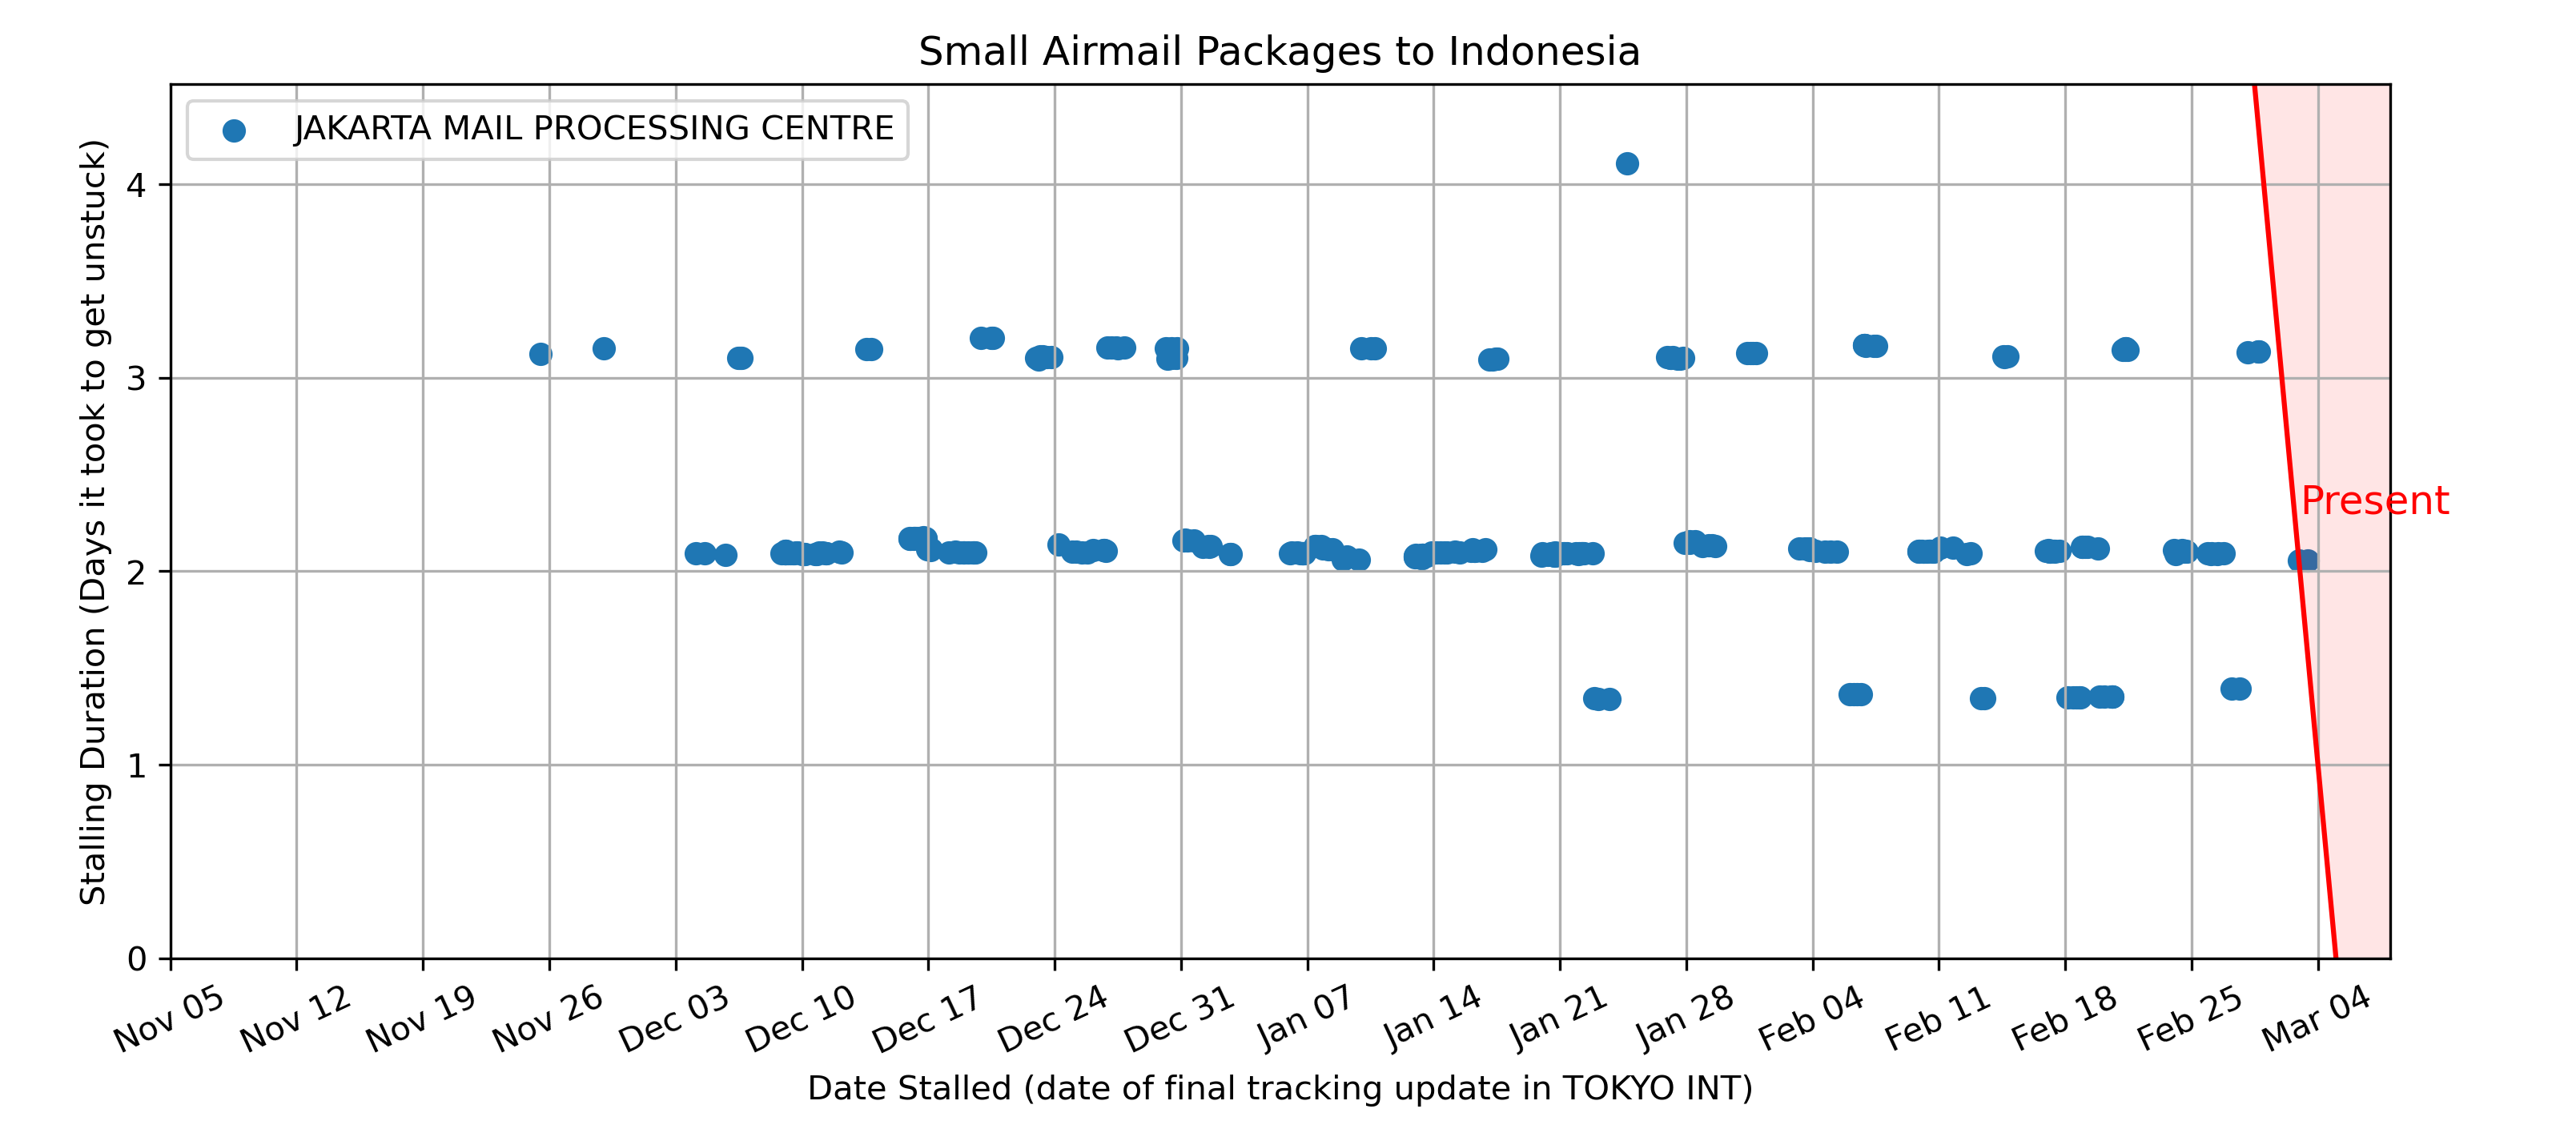 Small Airmail Packages to Indonesia
JAKARTA MAIL PROCESSING CENTRE
Stalling Duration (Days it took to get unstuck)
4
3
2
1
0
Present
Nov 05
Nov 12
Nov 19
Nov 26
Dec 03
Dec 10
Dec 17
Dec 24
Dec 31
Jan 07
Jan 14
Jan 21
Jan 28
Feb 04
Feb 11
Feb 18
Feb 25
Mar 04
Date Stalled (date of final tracking update in TOKYO INT)